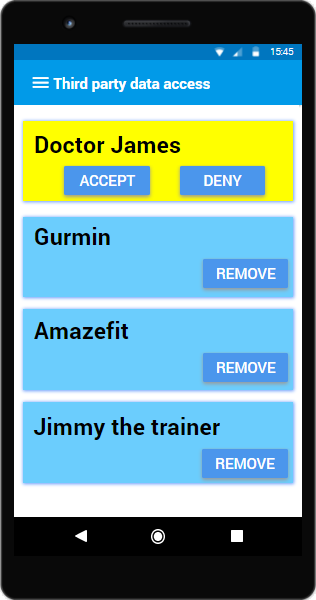 15:45
Third party data access
Doctor James
ACCEPT DENY
Gurmin
REMOVE
Amazefit
REMOVE
Jimmy the trainer
REMOVE